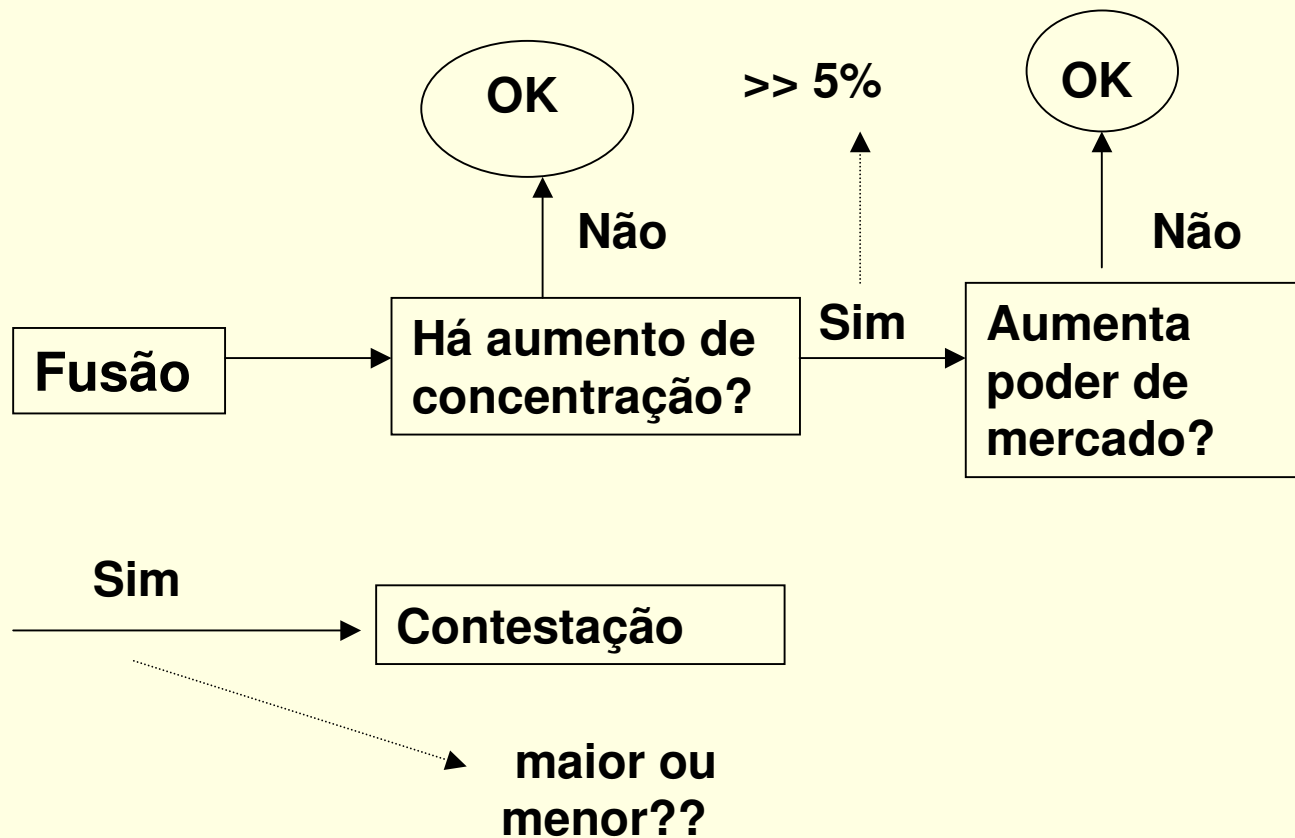 OK
>> 5%
OK
Não
Não
Fusão
Há aumento de
concentração?
Sim
Aumenta
poder de
mercado?
Sim
Contestação
maior ou
menor??